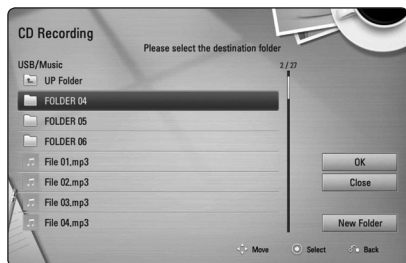 CD Recording
Please select the destination folder
USB/Music
2 / 27
UP Folder
FOLDER 04
FOLDER 05
FOLDER 06
File 01.mp3
File 02.mp3
File 03.mp3
File 04.mp3
OK
Close
New Folder
Move Select Back